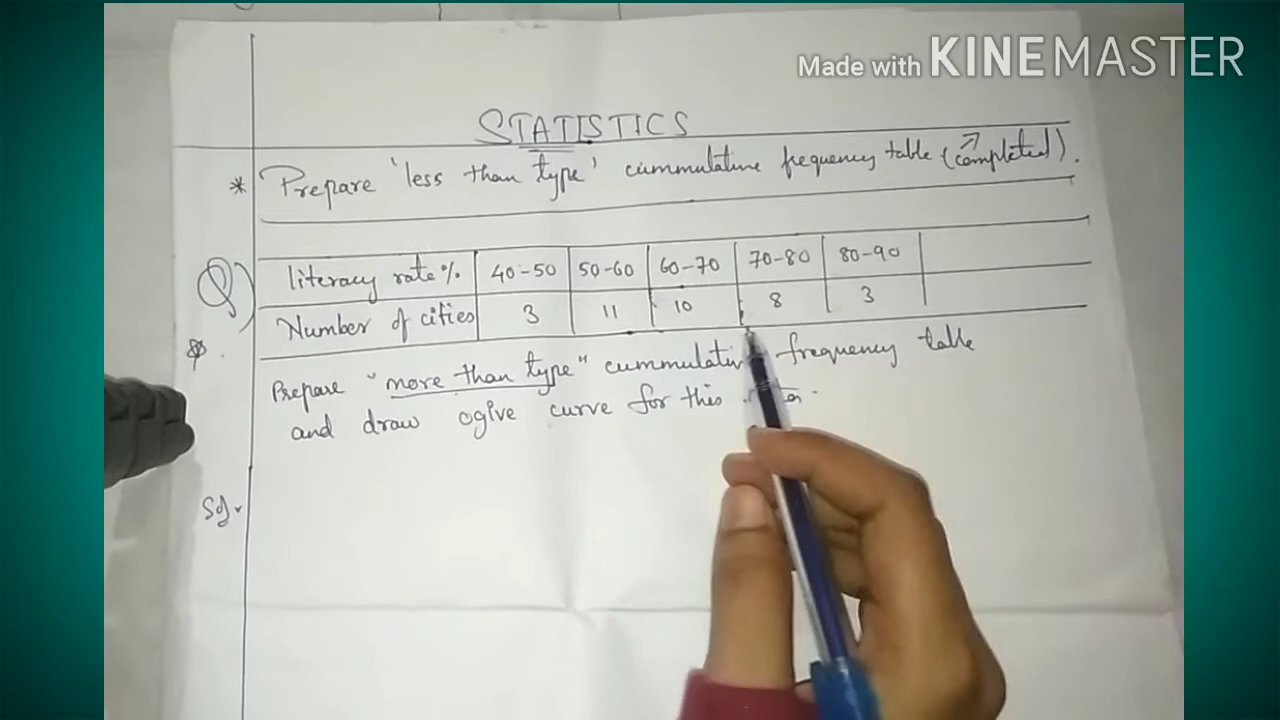 Made with KINEMASTER
STATISTICS
* Prepare 'less than type' cummulative frequency table (completed).
Q) literacy rate% 40-50 50-60 60-70 70-80 80-90
Number of cities 3 11 10 8 3
Prepare "more than type" cummulative frequency table
and draw ogive curve for this
Sol.